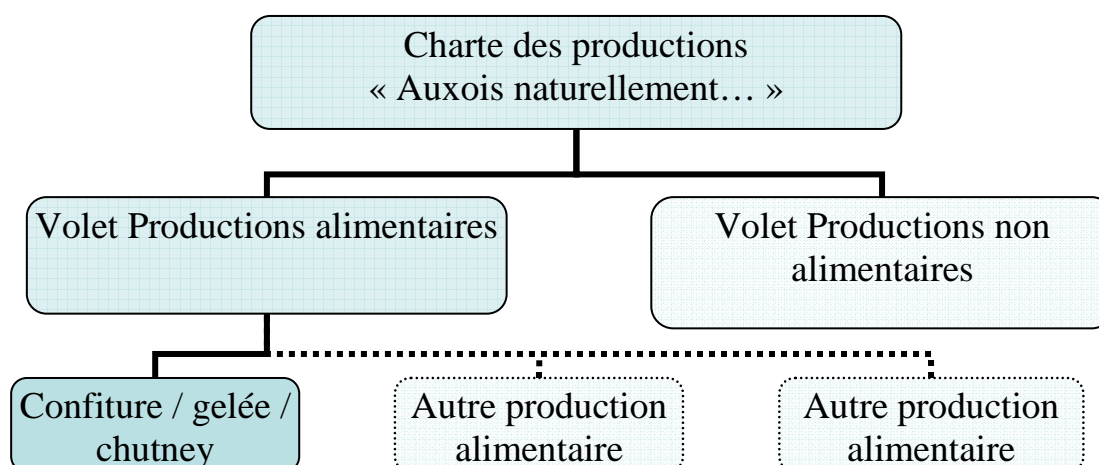 Charte des productions
« Auxois naturellement… »
Volet Productions alimentaires
Volet Productions non
alimentaires
Confiture / gelée /
chutney
Autre production
alimentaire
Autre production
alimentaire